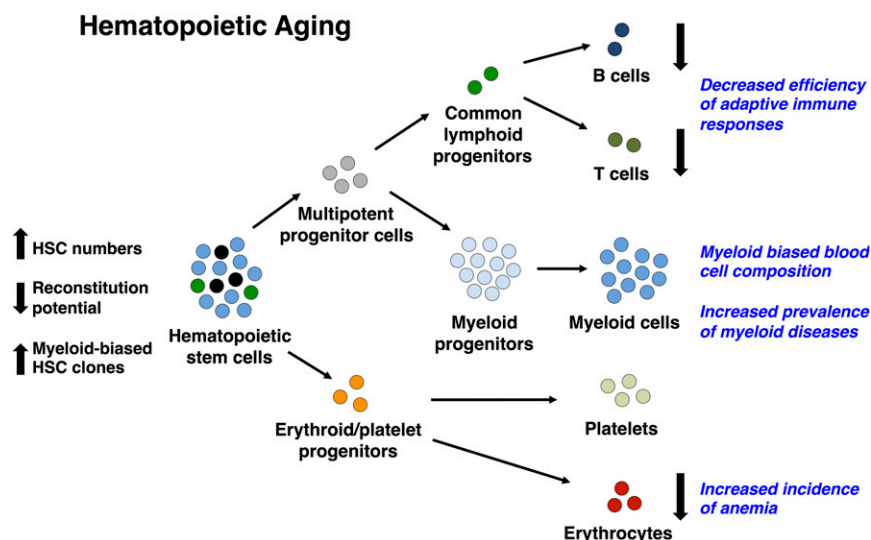 Hematopoietic Aging
B cells
Decreased efficiency
of adaptive immune
responses
Common
lymphoid
progenitors
T cells
Multipotent
progenitor cells
HSC numbers
Reconstitution
potential
Myeloid-biased
HSC clones
Hematopoietic
stem cells
Myeloid
progenitors
Myeloid cells
Myeloid biased blood
cell composition
Increased prevalence
of myeloid diseases
Erythroid/platelet
progenitors
Platelets
Erythrocytes
Increased incidence
of anemia